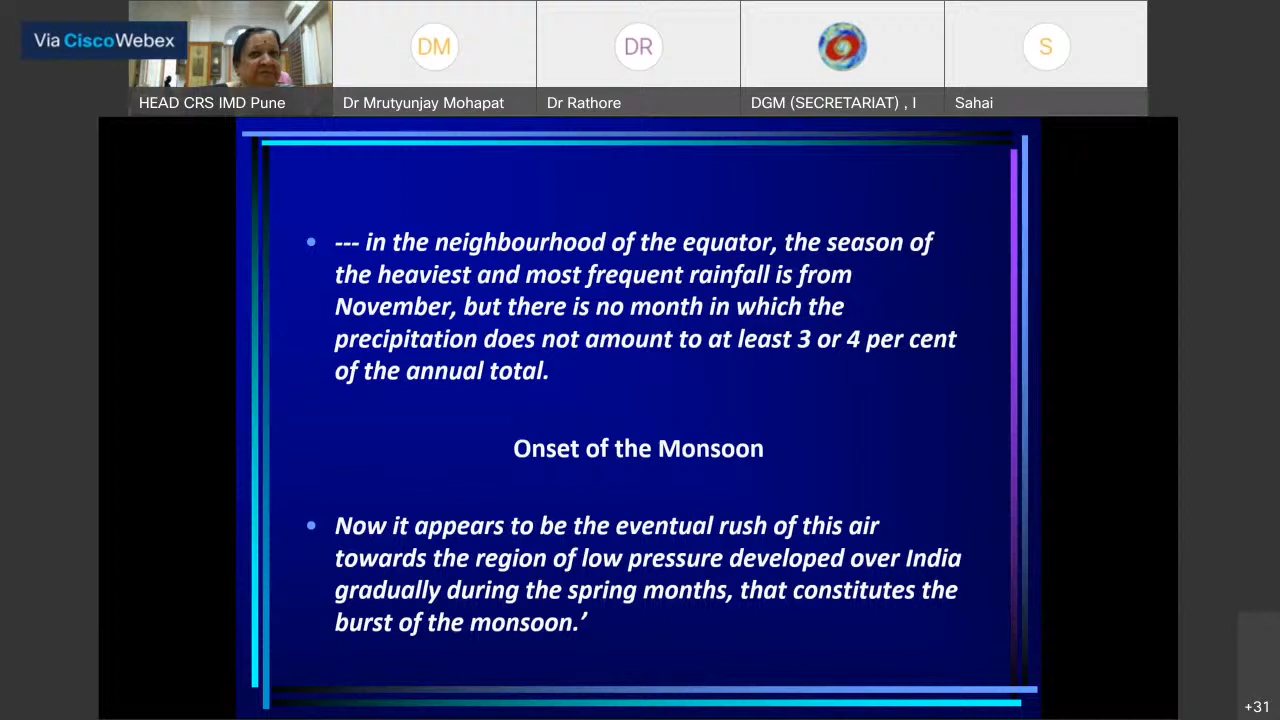 Via Cisco Webex
DM
DR
S
HEAD CRS IMD Pune
Dr Mrutyunjay Mohapat
Dr Rathore
DGM (SECRETARIAT) , I
Sahai
• --- in the neighbourhood of the equator, the season of
the heaviest and most frequent rainfall is from
November, but there is no month in which the
precipitation does not amount to at least 3 or 4 per cent
of the annual total.
Onset of the Monsoon
• Now it appears to be the eventual rush of this air
towards the region of low pressure developed over India
gradually during the spring months, that constitutes the
burst of the monsoon.’
+31